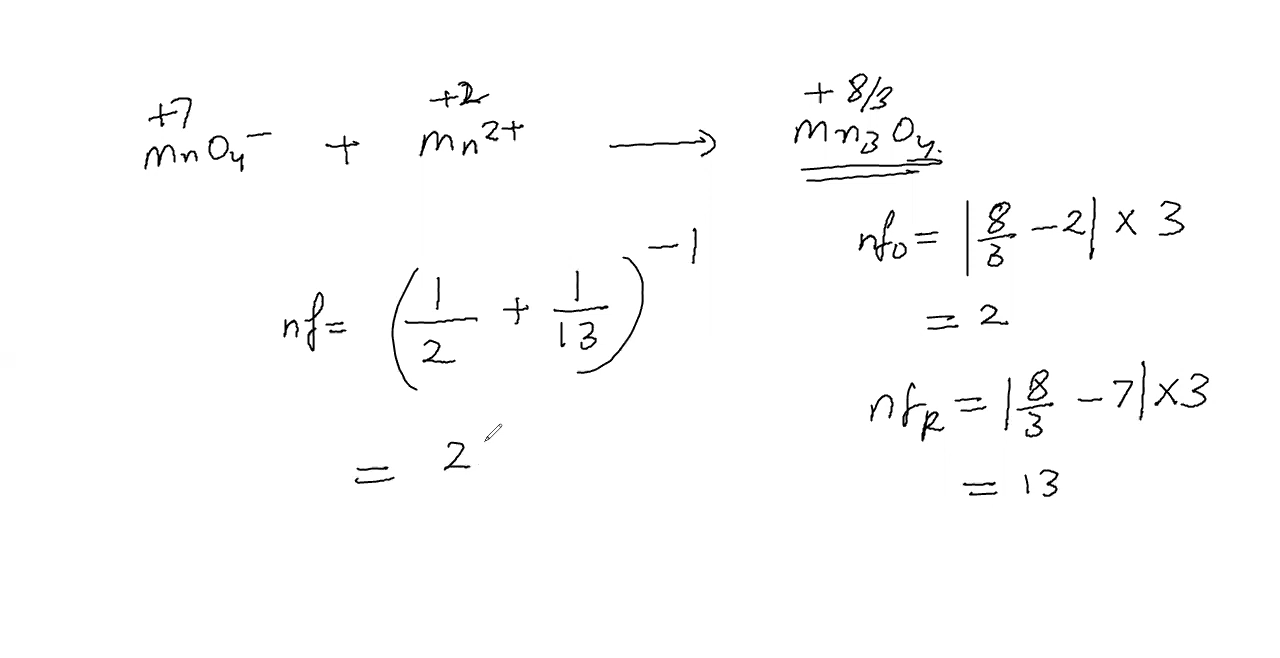 +7 +2 +8/3
MnO4⁻ + Mn²⁺ ⟶ Mn3O4.
nfO = |8/3 − 2| × 3
nf = (1/2 + 1/13)⁻¹
= 2
nfR = |8/3 − 7| × 3
= 2
= 13